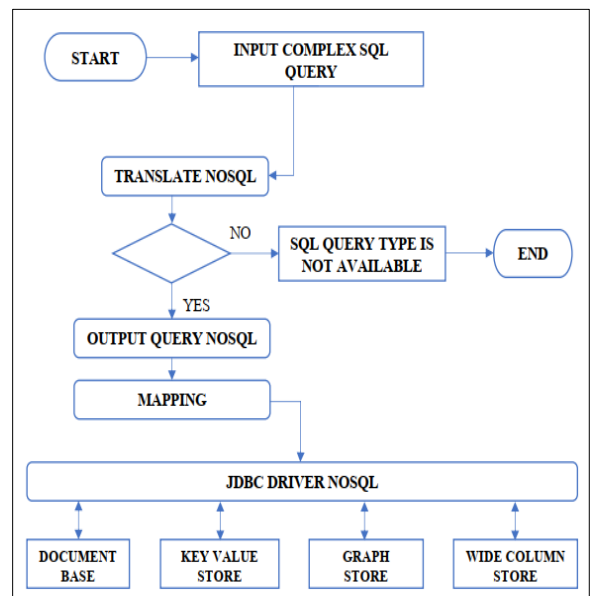 START
INPUT COMPLEX SQL
QUERY
TRANSLATE NOSQL
NO
SQL QUERY TYPE IS
NOT AVAILABLE
END
YES
OUTPUT QUERY NOSQL
MAPPING
JDBC DRIVER NOSQL
DOCUMENT
BASE
KEY VALUE
STORE
GRAPH
STORE
WIDE COLUMN
STORE